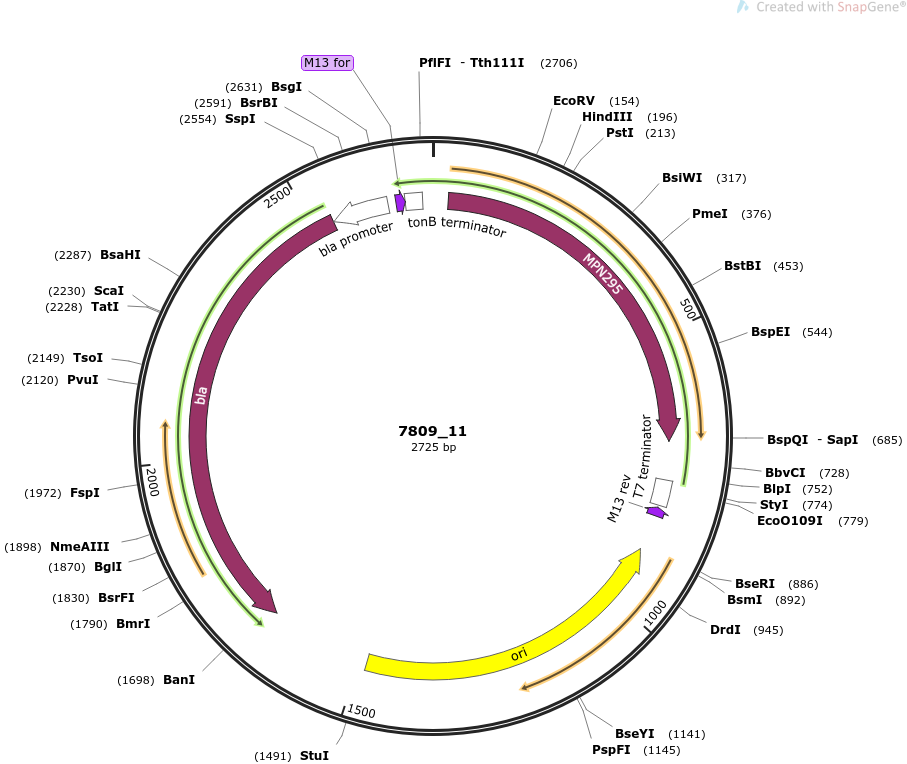 Created with SnapGene®
M13 for
PflFI - Tth111I (2706)
(2631) BsgI
(2591) BsrBI
(2554) SspI
EcoRV (154)
HindIII (196)
PstI (213)
BsiWI (317)
PmeI (376)
BstBI (453)
BspEI (544)
BspQI - SapI (685)
BbvCI (728)
BlpI (752)
StyI (774)
EcoO109I (779)
BseRI (886)
BsmI (892)
DrdI (945)
BseYI (1141)
PspFI (1145)
(1491) StuI
(1698) BanI
(1790) BmrI
(1830) BsrFI
(1870) BglI
(1898) NmeAIII
(1972) FspI
(2120) PvuI
(2149) TsoI
(2228) TatI
(2230) ScaI
(2287) BsaHI
2500
500
1000
1500
2000
bla promoter
tonB terminator
MPN295
T7 terminator
M13 rev
ori
bla
7809_11
2725 bp